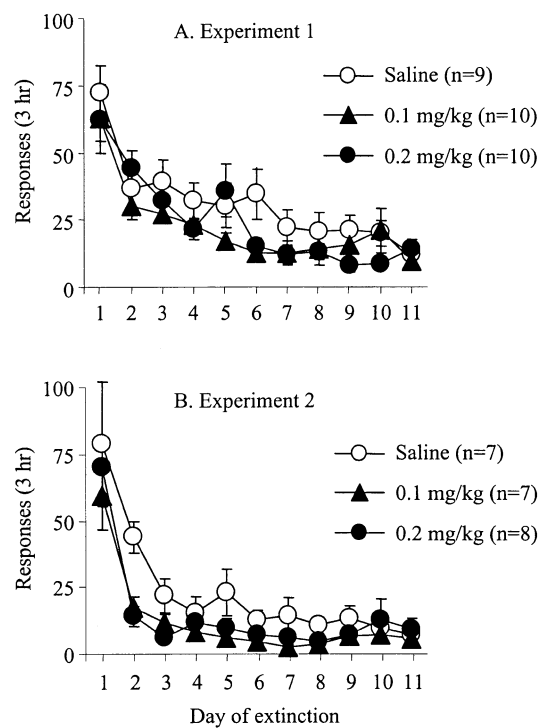 A. Experiment 1
Responses (3 hr)
100
75
50
25
0
Saline (n=9)
0.1 mg/kg (n=10)
0.2 mg/kg (n=10)
1 2 3 4 5 6 7 8 9 10 11
B. Experiment 2
Responses (3 hr)
100
75
50
25
0
Saline (n=7)
0.1 mg/kg (n=7)
0.2 mg/kg (n=8)
1 2 3 4 5 6 7 8 9 10 11
Day of extinction